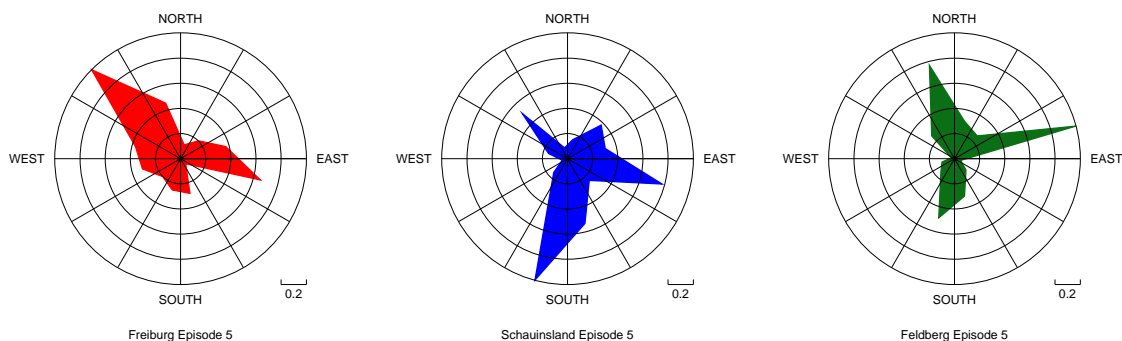 NORTH
WEST
EAST
SOUTH
0.2
Freiburg Episode 5
NORTH
WEST
EAST
SOUTH
0.2
Schauinsland Episode 5
NORTH
WEST
EAST
SOUTH
0.2
Feldberg Episode 5